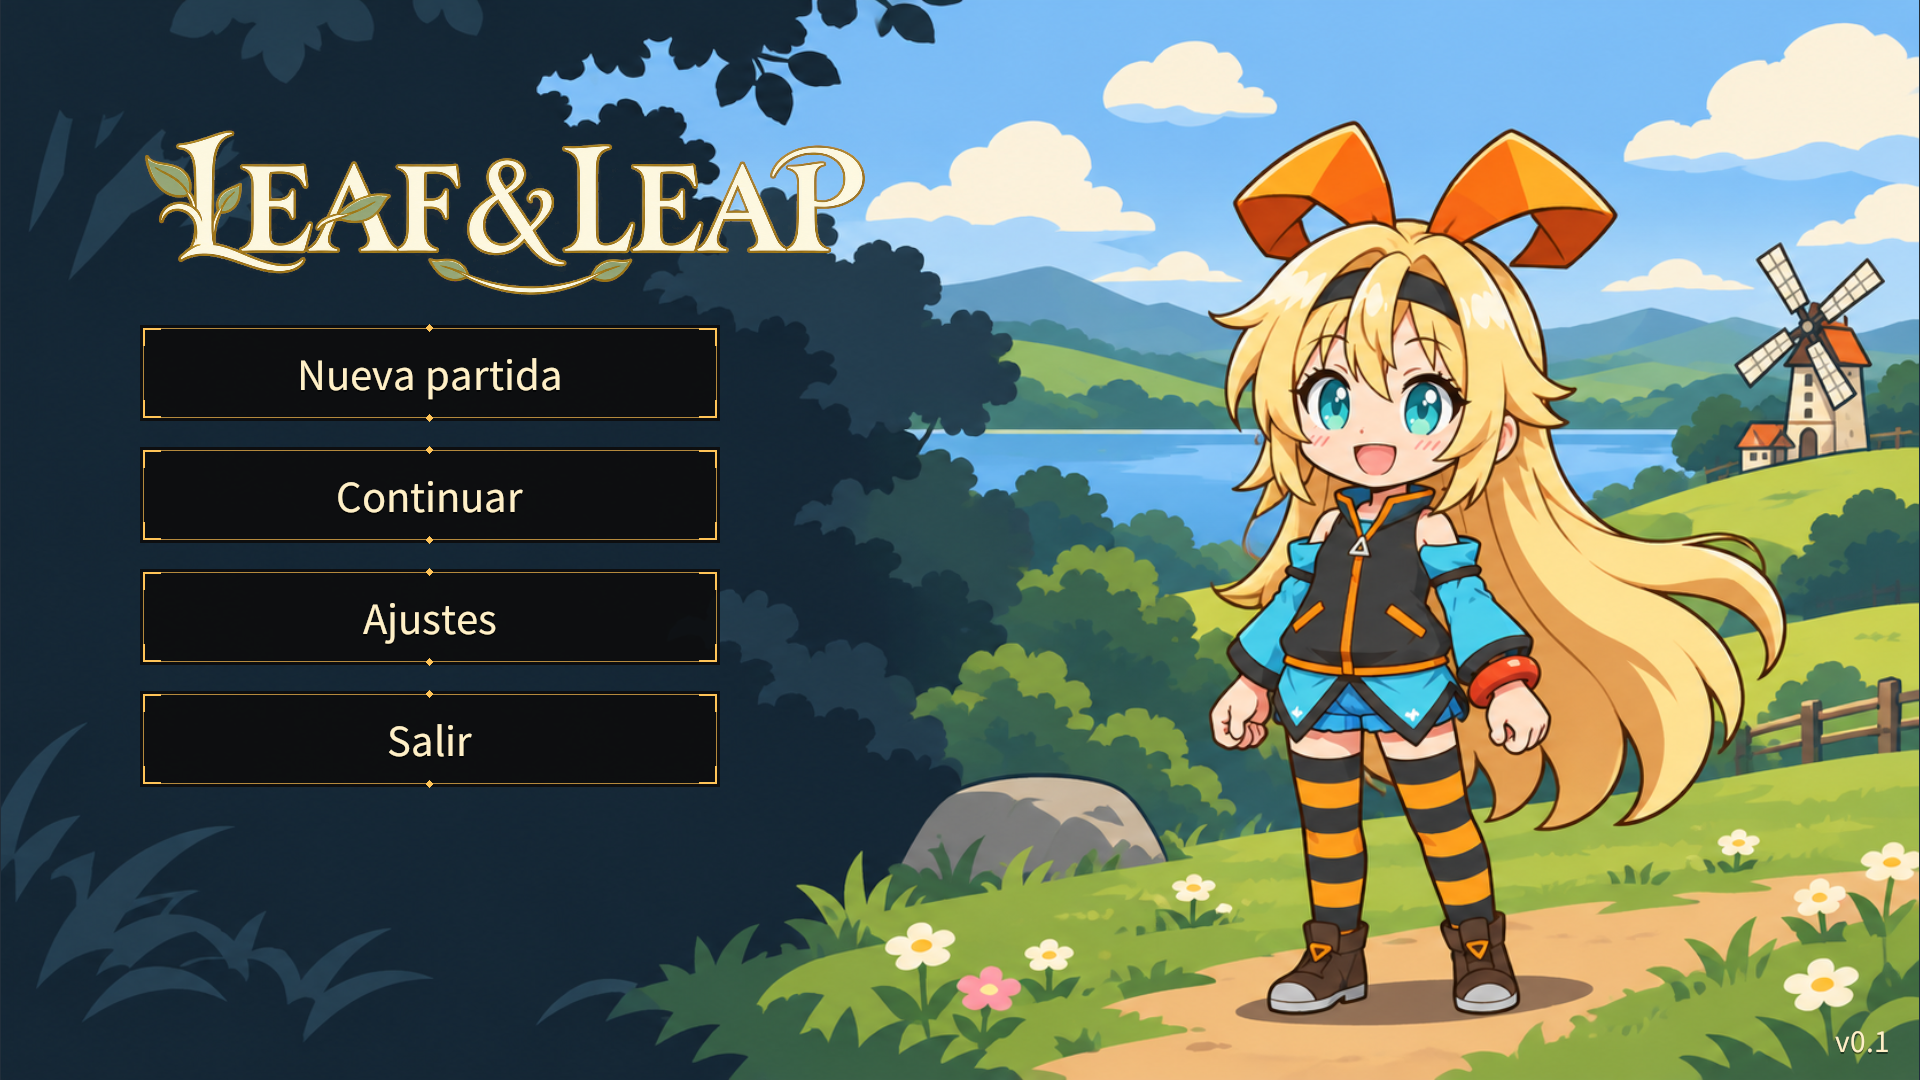 LEAF & LEAP
Nueva partida
Continuar
Ajustes
Salir
v0.1